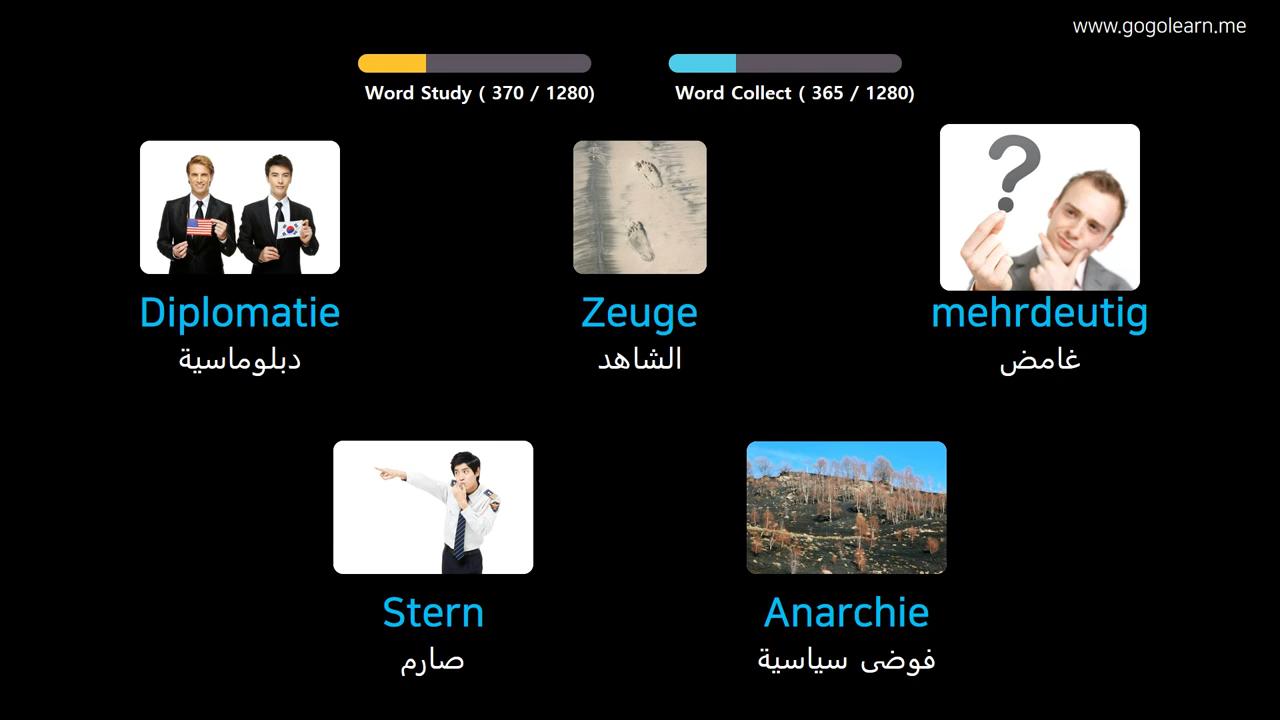 www.gogolearn.me
Word Study ( 370 / 1280)
Word Collect ( 365 / 1280)
Diplomatie
دبلوماسية
Zeuge
الشاهد
mehrdeutig
غامض
Stern
صارم
Anarchie
فوضى سياسية